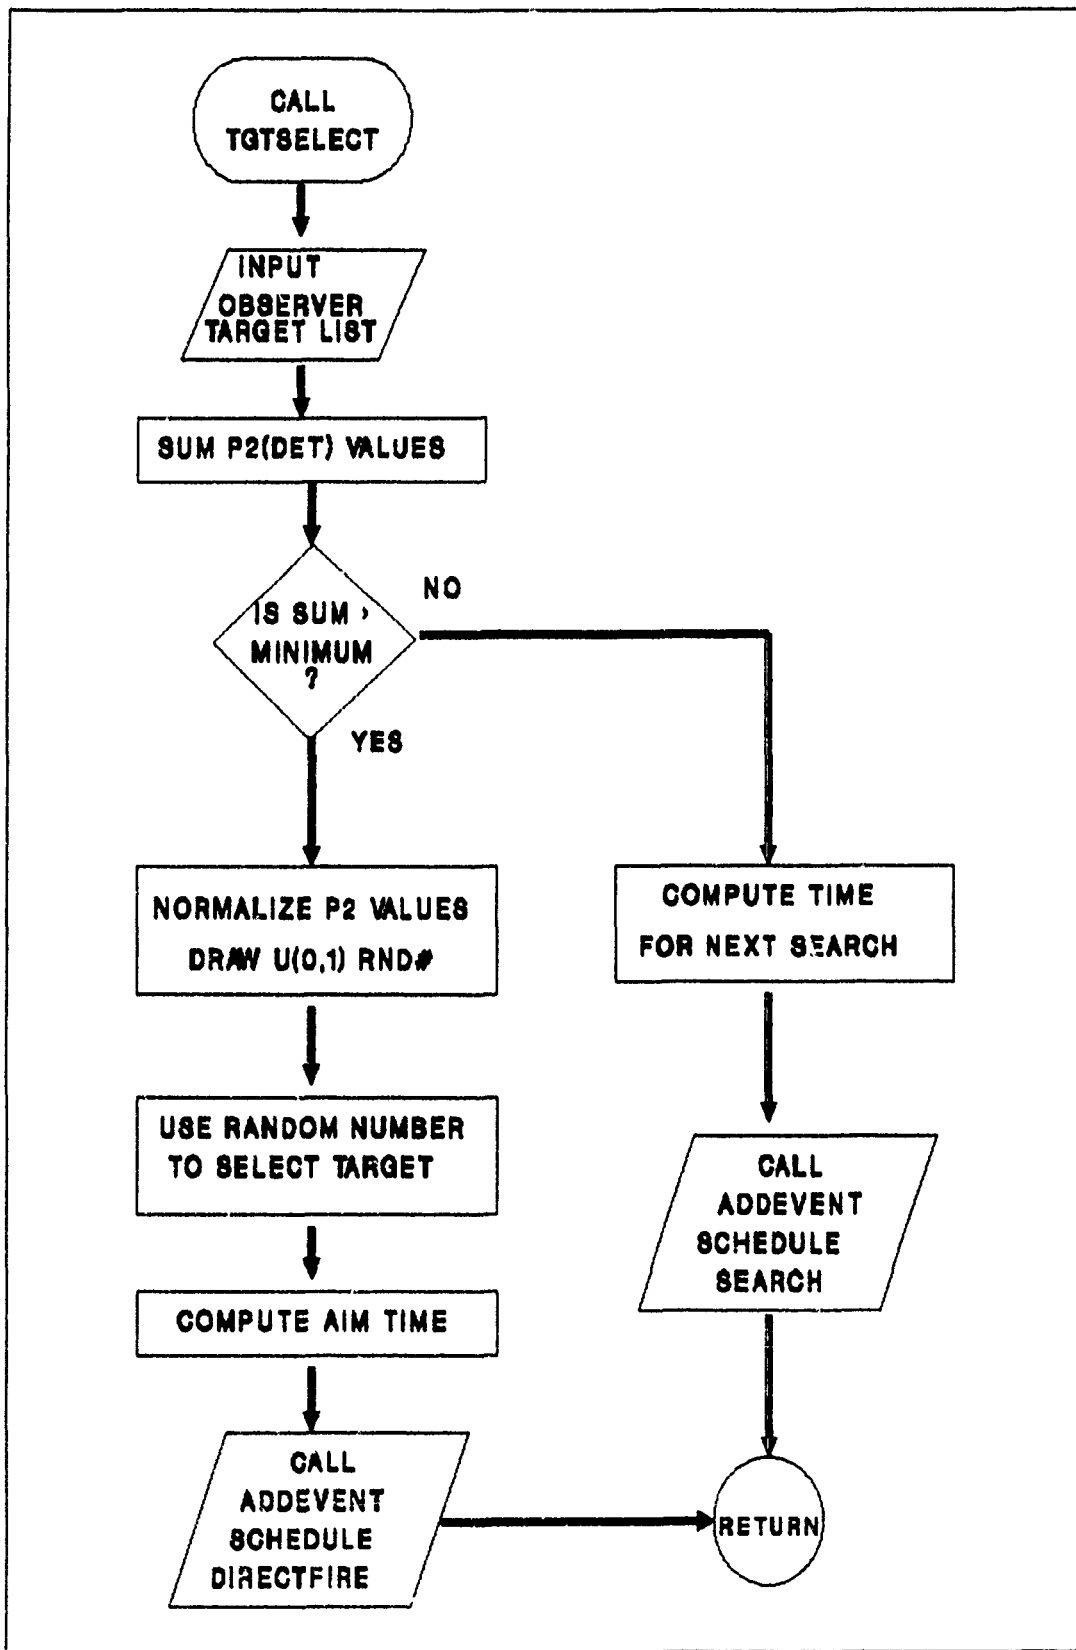 CALL
TGTSELECT
INPUT
OBSERVER
TARGET LIST
SUM P2(DET) VALUES
IS SUM >
MINIMUM
?
NO
YES
NORMALIZE P2 VALUES
DRAW U(0,1) RND#
USE RANDOM NUMBER
TO SELECT TARGET
COMPUTE AIM TIME
CALL
ADDEVENT
SCHEDULE
DIRECTFIRE
COMPUTE TIME
FOR NEXT SEARCH
CALL
ADDEVENT
SCHEDULE
SEARCH
RETURN